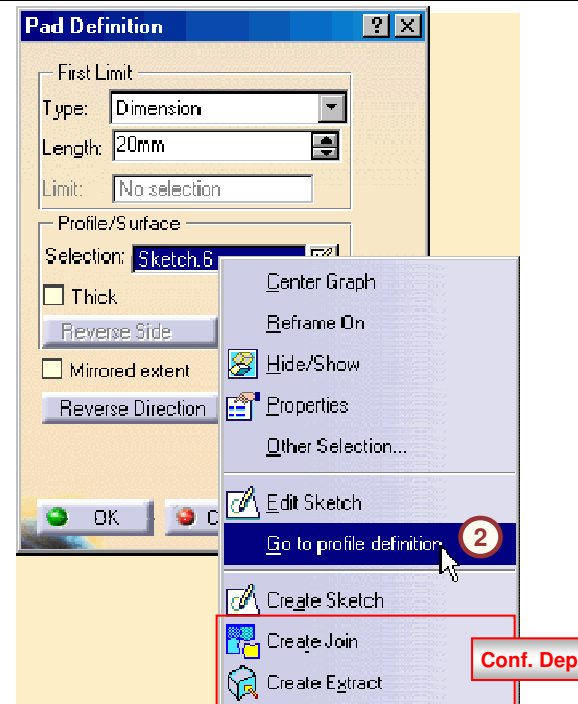 Pad Definition
First Limit
Type: Dimension
Length: 20mm
Limit: No selection
Profile/Surface
Selection: Sketch.6
Thick
Reverse Side
Mirrored extent
Reverse Direction
OK
C
Center Graph
Reframe On
Hide/Show
Properties
Other Selection...
Edit Sketch
Go to profile definition
2
Create Sketch
Create Join
Conf. Dep
Create Extract